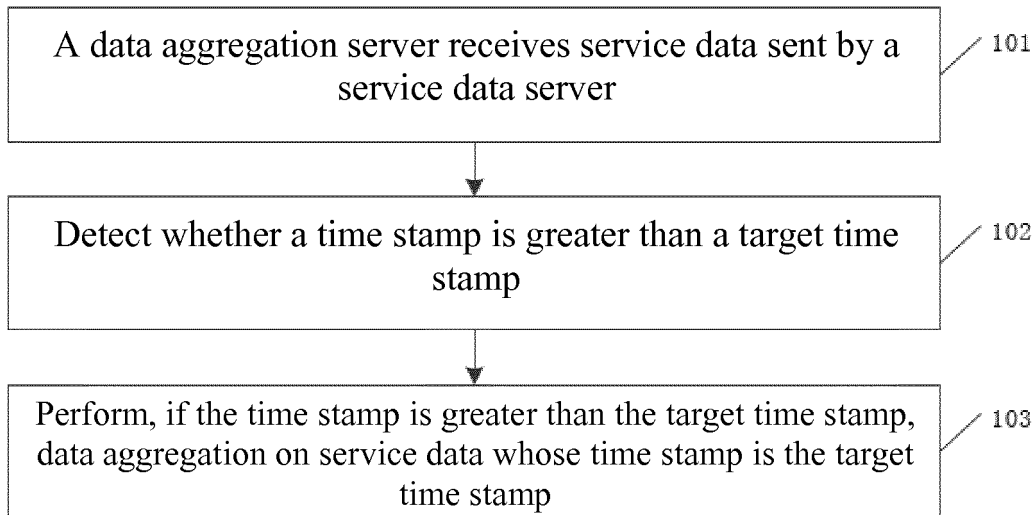 A data aggregation server receives service data sent by a
service data server
101
Detect whether a time stamp is greater than a target time
stamp
102
Perform, if the time stamp is greater than the target time stamp,
data aggregation on service data whose time stamp is the target
time stamp
103